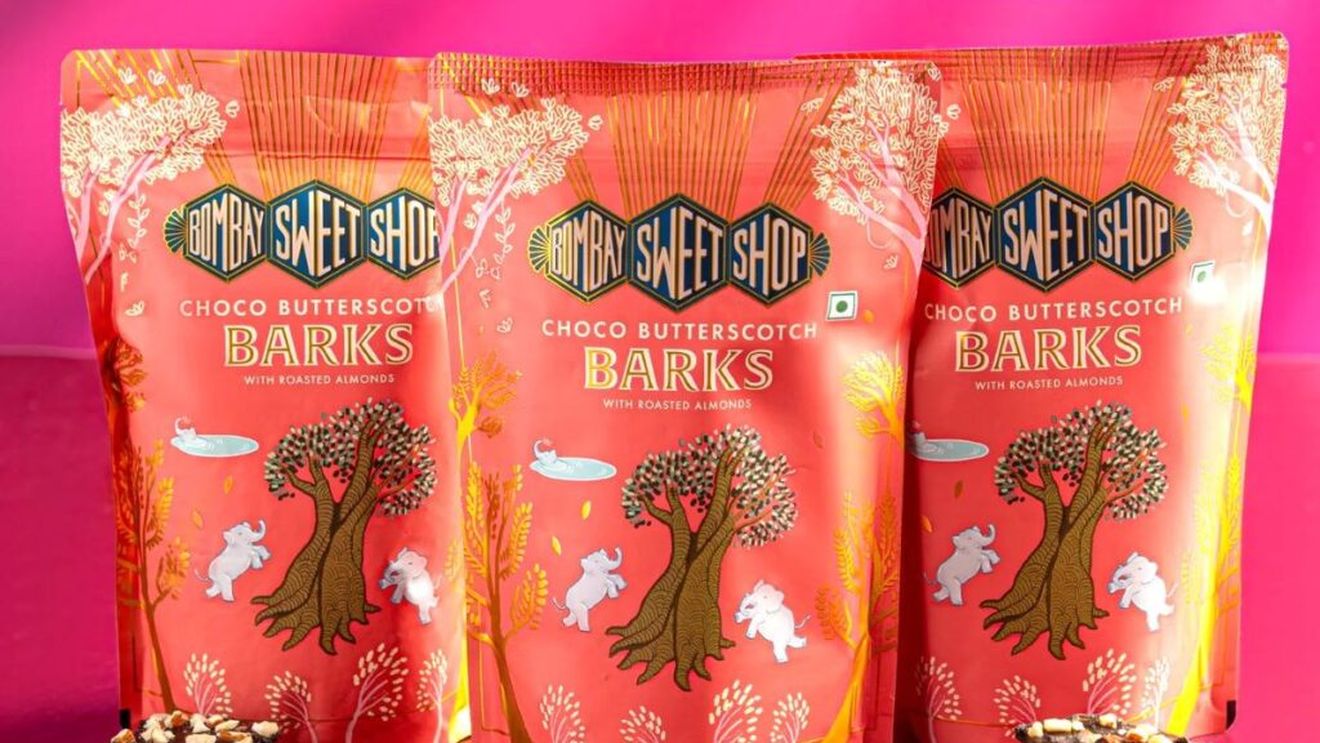 BOMBAY SWEET SHOP
CHOCO BUTTERSCOTC
BARKS
WITH ROASTED ALMONDS
BOMBAY SWEET SHOP
CHOCO BUTTERSCOTCH
BARKS
WITH ROASTED ALMONDS
BOMBAY SWEET SHOP
CHOCO BUTTERSCOTCH
BARKS
WITH ROASTED ALMONDS